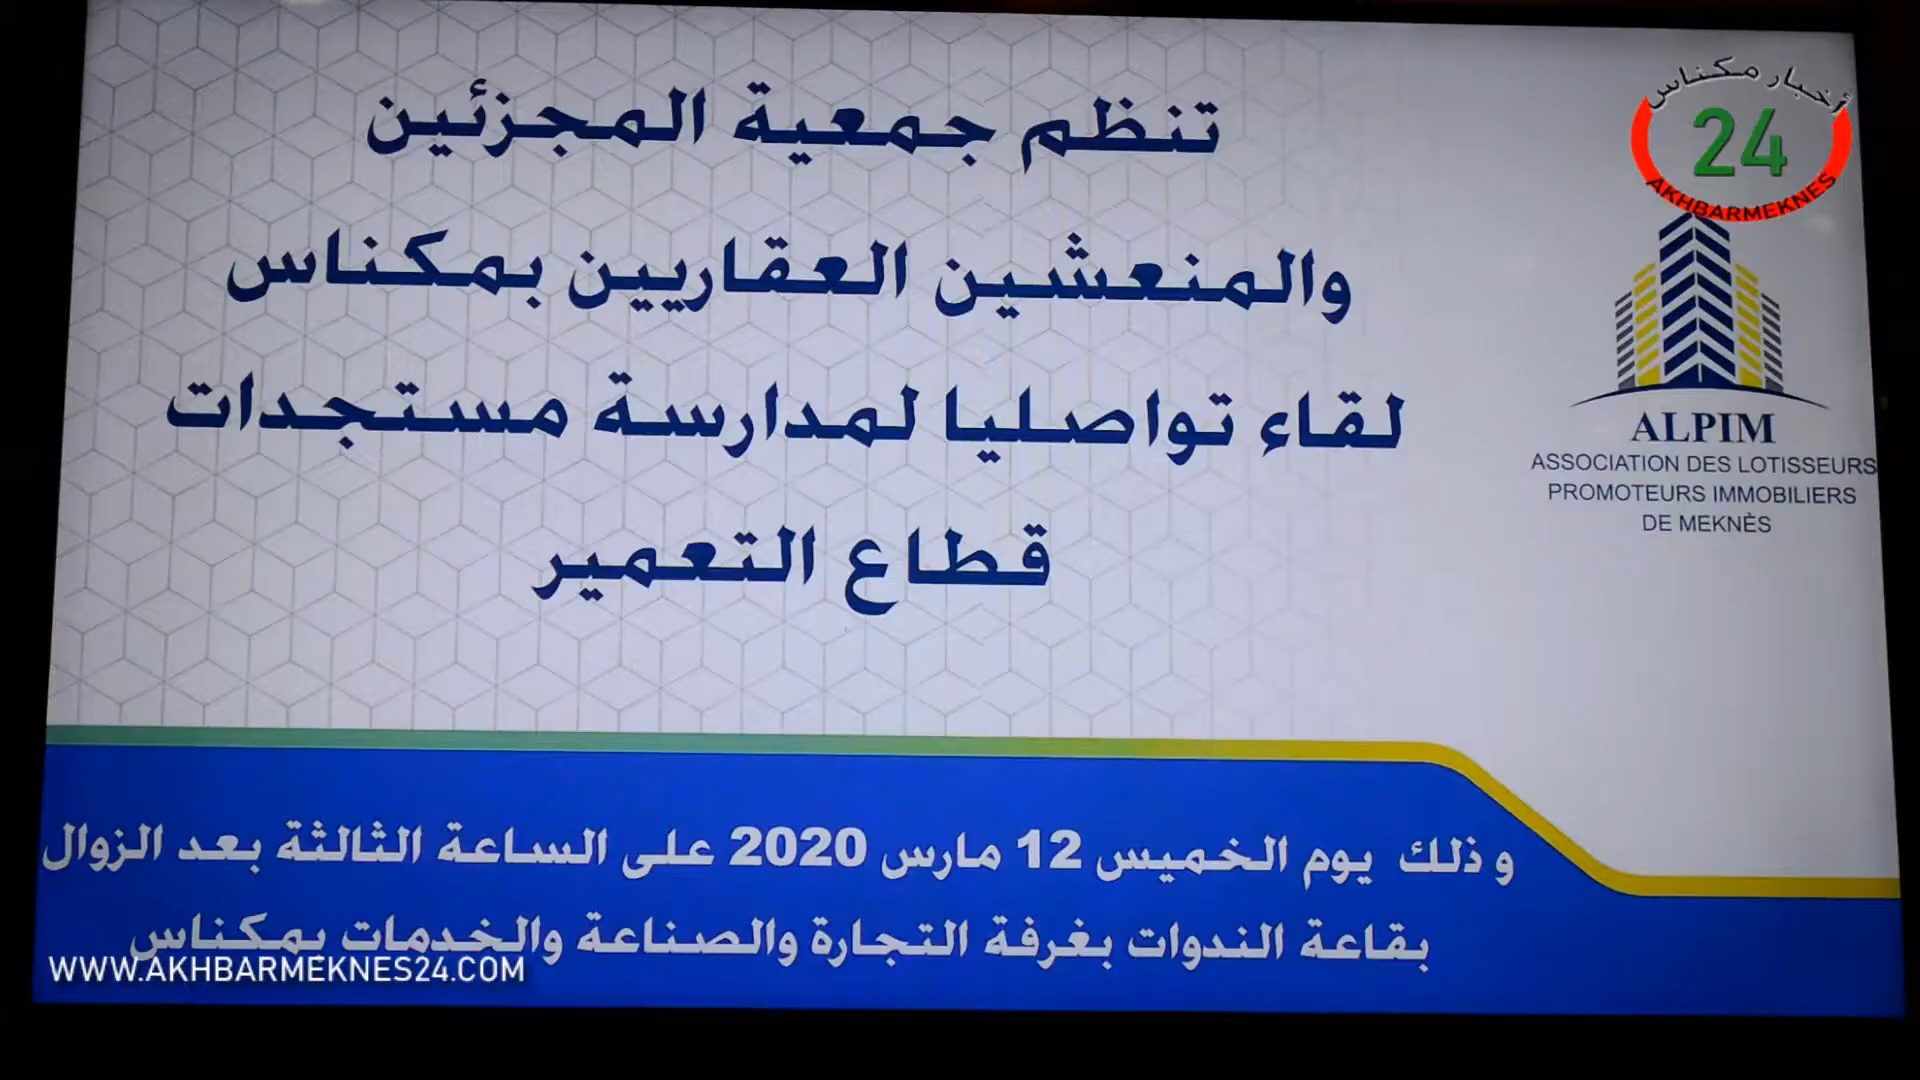 أخبار مكناس
24
AKHBARMEKNES
تنظم جمعية المجزئين
والمنعشين العقاريين بمكناس
لقاء تواصليا لمدارسة مستجدات
قطاع التعمير
ALPIM
ASSOCIATION DES LOTISSEURS
PROMOTEURS IMMOBILIERS
DE MEKNÈS
و ذلك يوم الخميس 12 مارس 2020 على الساعة الثالثة بعد الزوال
بقاعة الندوات بغرفة التجارة والصناعة والخدمات بمكناس
WWW.AKHBARMEKNES24.COM